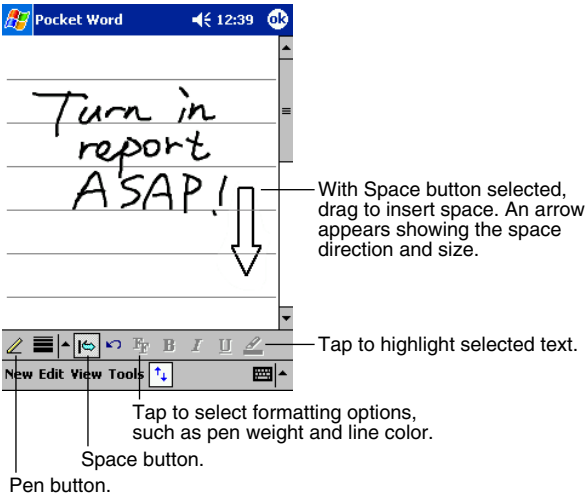 Pocket Word 12:39 ok
Turn in
report
ASAP!
With Space button selected,
drag to insert space. An arrow
appears showing the space
direction and size.
FF B I U
Tap to highlight selected text.
New Edit View Tools
Tap to select formatting options,
such as pen weight and line color.
Space button.
Pen button.